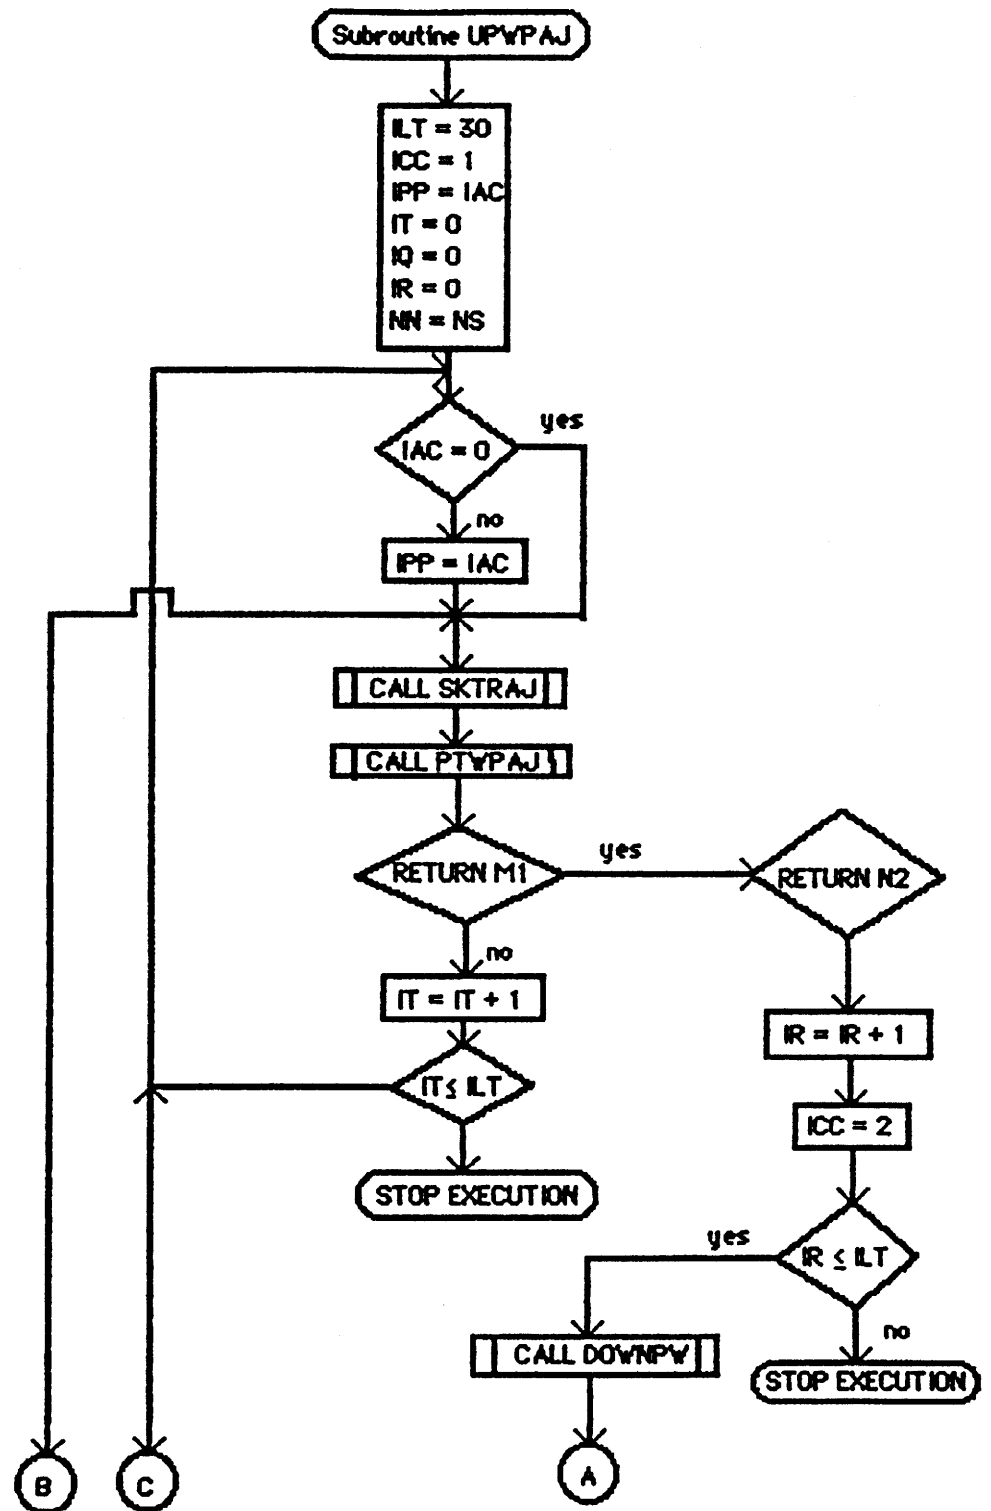 Subroutine UPWPAJ
ILT = 30
ICC = 1
IPP = IAC
IT = 0
IQ = 0
IR = 0
NN = NS
IAC = 0
yes
no
IPP = IAC
CALL SKTRAJ
CALL PTWPAJ
RETURN M1
yes
RETURN N2
no
IT = IT + 1
IR = IR + 1
IT ≤ ILT
ICC = 2
STOP EXECUTION
yes
IR ≤ ILT
no
CALL DOWNPW
STOP EXECUTION
B
C
A